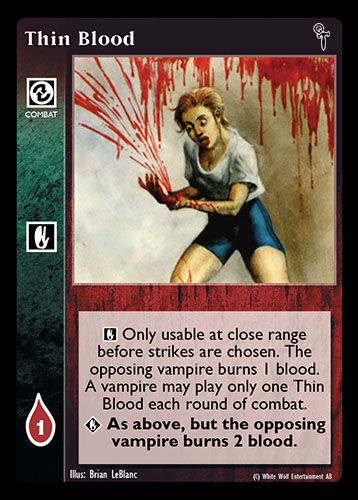 Thin Blood
COMBAT
Only usable at close range
before strikes are chosen. The
opposing vampire burns 1 blood.
A vampire may play only one Thin
Blood each round of combat.
As above, but the opposing
vampire burns 2 blood.
1
Illus: Brian LeBlanc
(C) White Wolf Entertainment AB